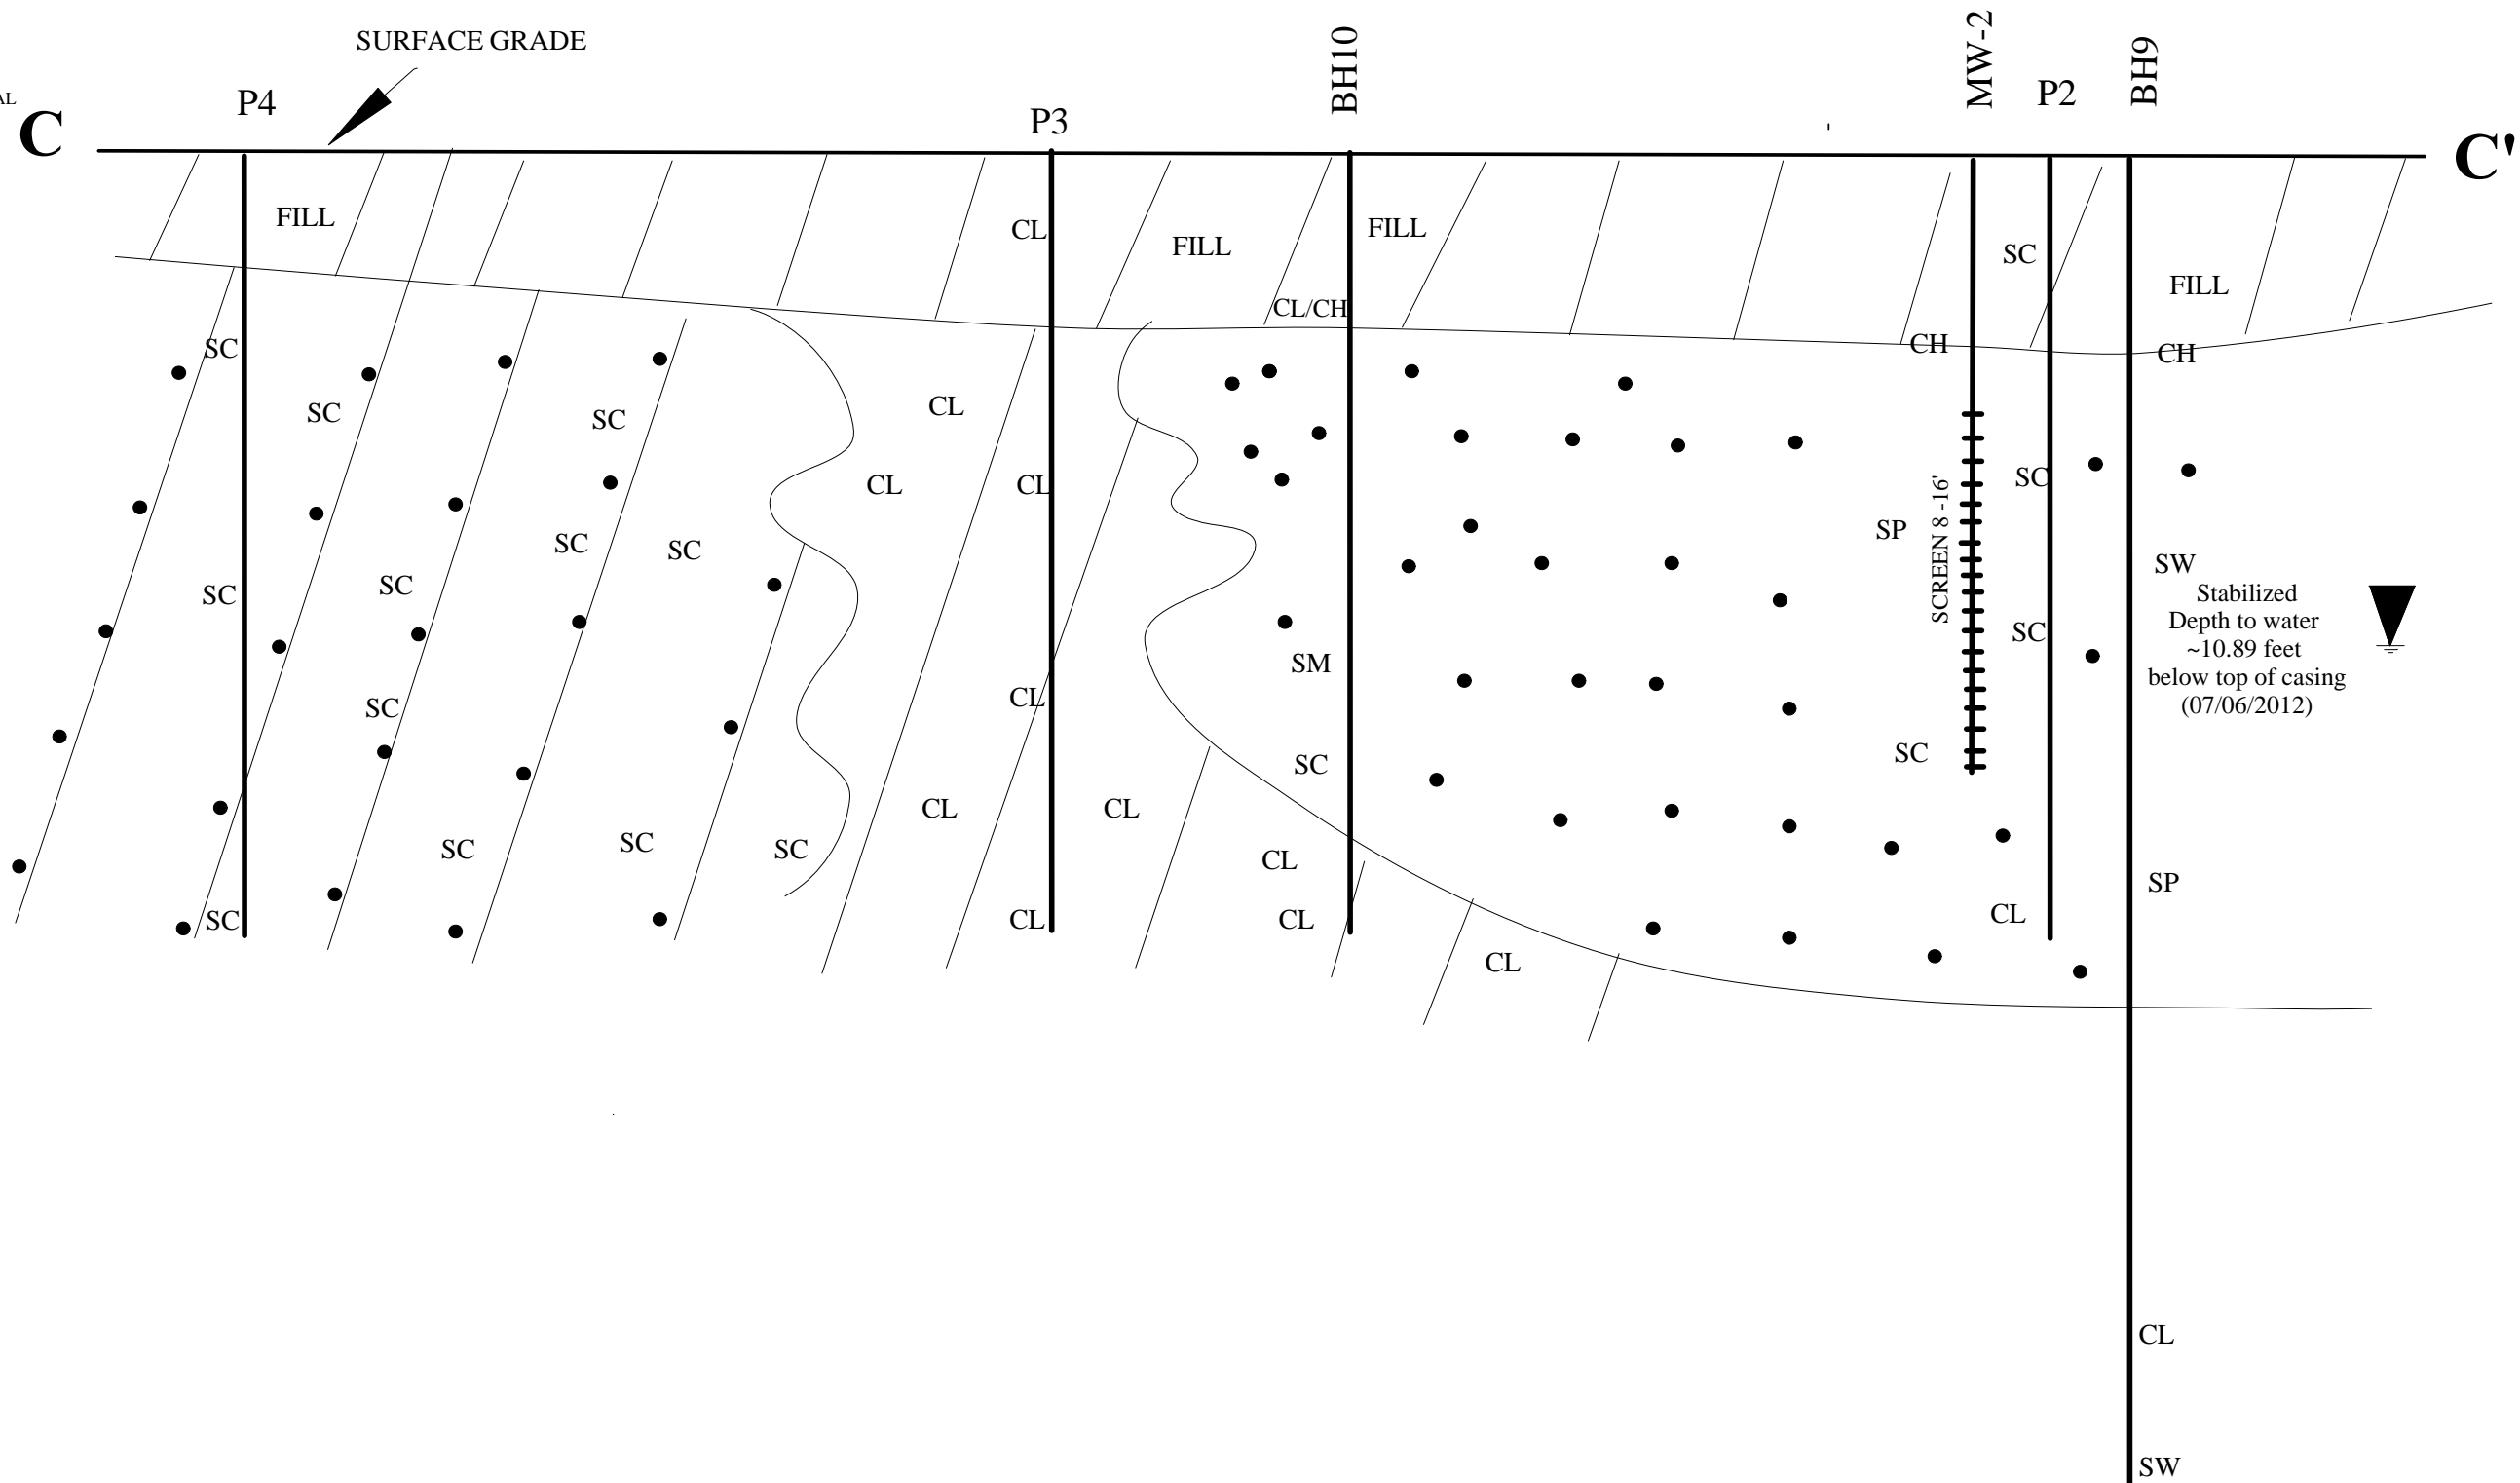 SURFACE GRADE
C
P4
P3
BH10
MW-2
P2
BH9
C'
FILL
CL
FILL
FILL
SC
FILL
CL/CH
SC
CH
CH
SC
SC
CL
CL
CL
SC
SC
SC
SP
SCREEN 8 -16'
SW
SC
SC
Stabilized
Depth to water
~10.89 feet
below top of casing
(07/06/2012)
SC
SM
CL
SC
SC
SC
CL
CL
SC
SC
SC
CL
SP
SC
CL
CL
CL
CL
CL
SW